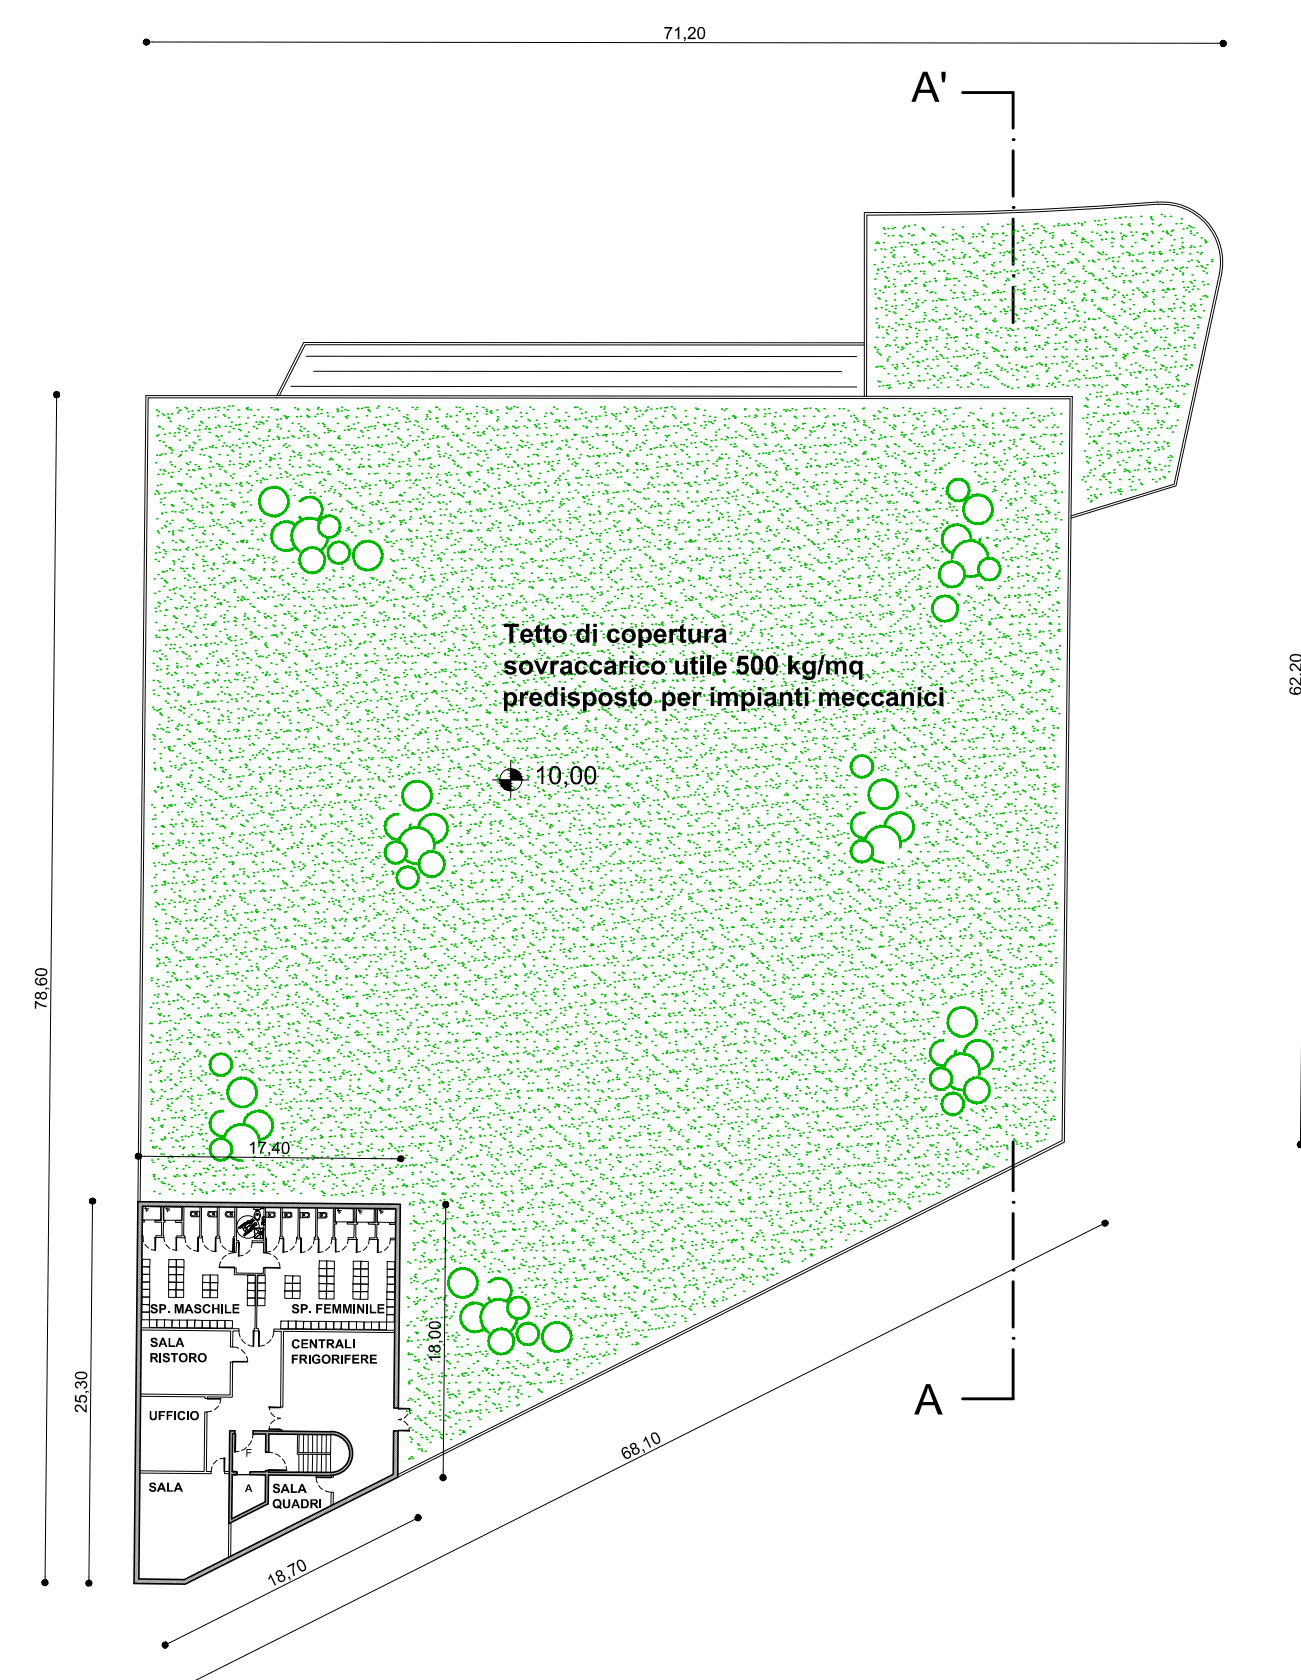 71,20
A'
62,20
Tetto di copertura
sovraccarico utile 500 kg/mq
predisposto per impianti meccanici
10,00
78,60
17,40
SP. MASCHILE
SP. FEMMINILE
SALA
RISTORO
CENTRALI
FRIGORIFERE
18,00
25,30
UFFICIO
A
F
68,10
SALA
A
SALA
QUADRI
18,70